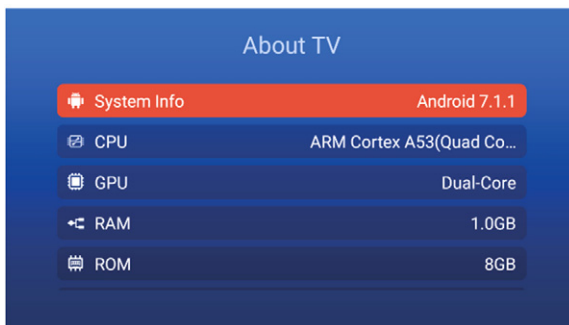 About TV
System Info Android 7.1.1
CPU ARM Cortex A53(Quad Co...
GPU Dual-Core
RAM 1.0GB
ROM 8GB